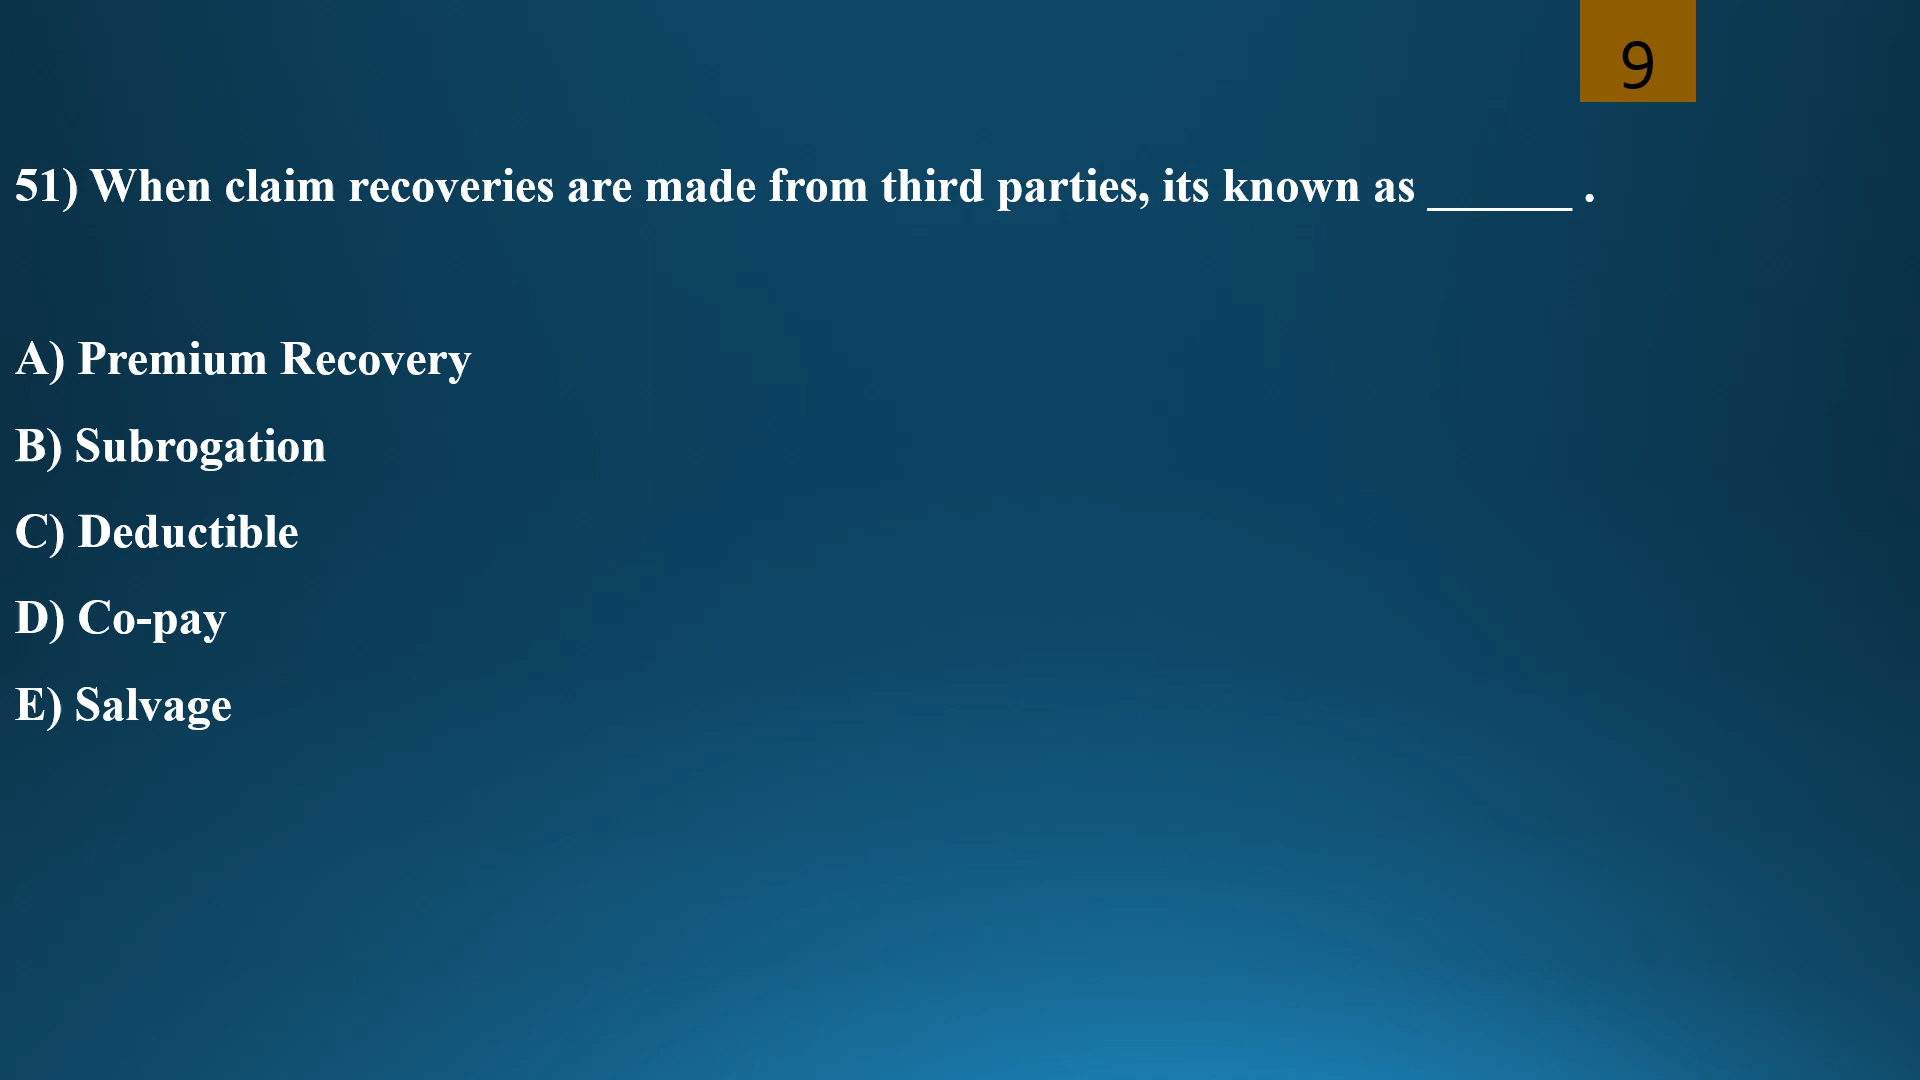 9
51) When claim recoveries are made from third parties, its known as ______ .
A) Premium Recovery
B) Subrogation
C) Deductible
D) Co-pay
E) Salvage